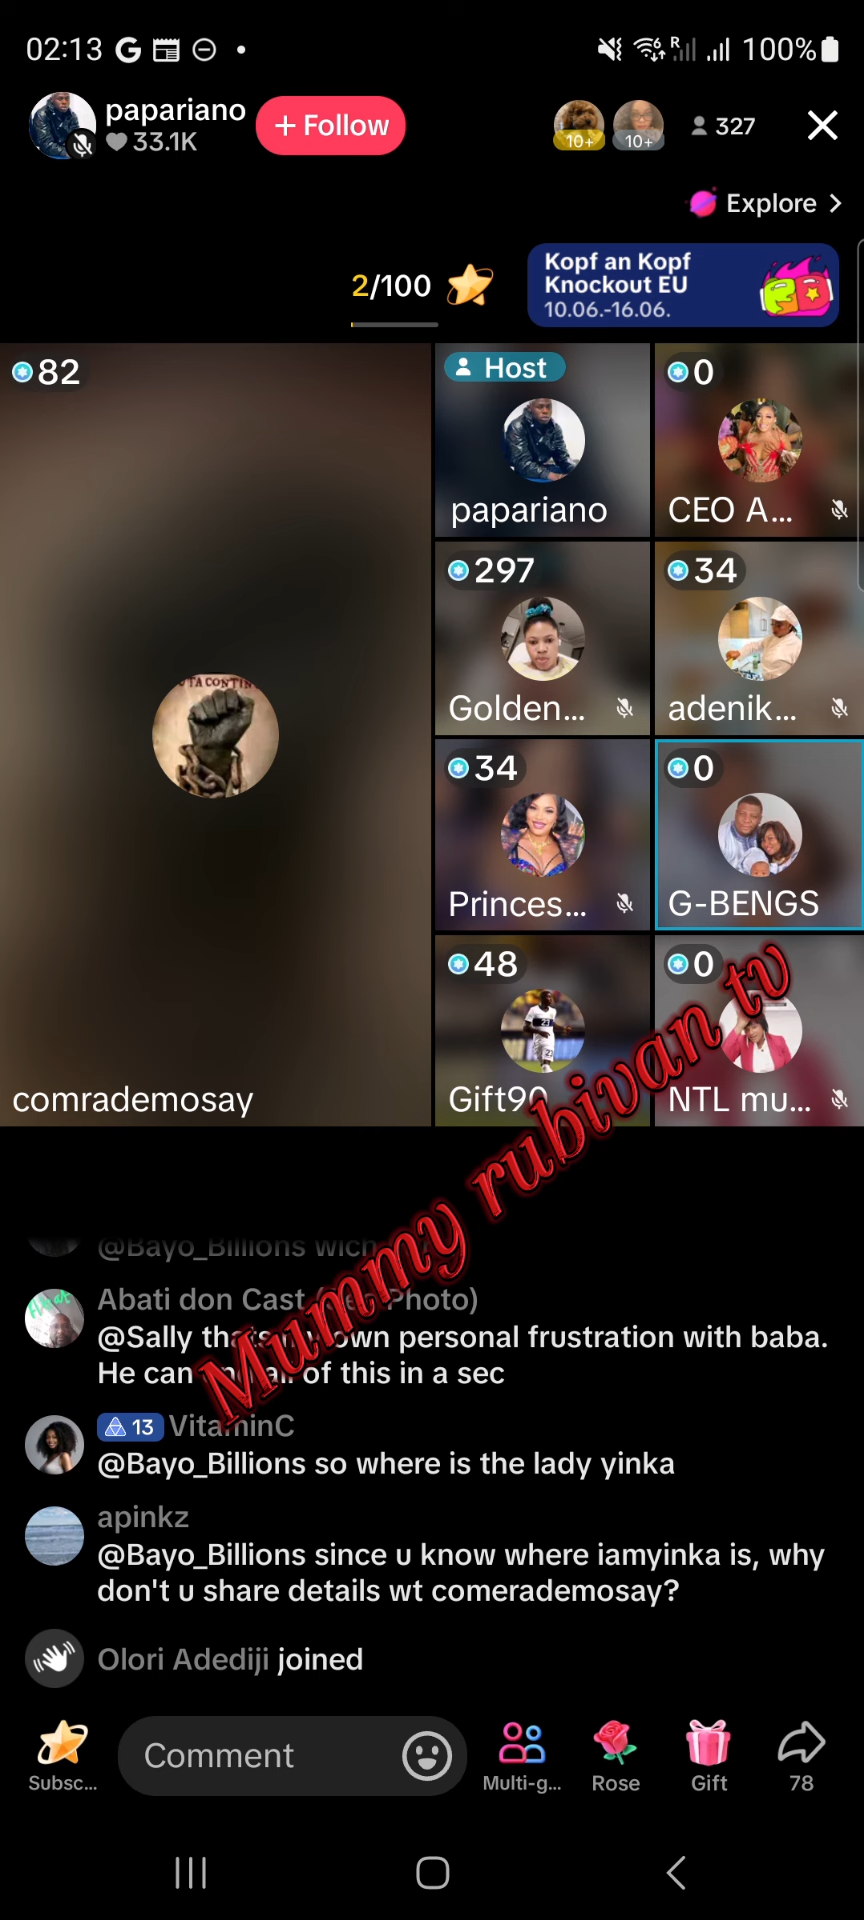 02:13
R
100%
papariano
33.1K
+ Follow
10+
10+
327
Explore
2/100
Kopf an Kopf
Knockout EU
10.06.-16.06.
82
TA CONTIN
comrademosay
Host
papariano
0
CEO A...
297
Golden...
34
adenik...
34
Princes...
0
G-BENGS
48
Gift90
0
NTL mu...
Mummy rubivan tv
@Bayo_Billions
Abati don Cast Photo)
@Sally own personal frustration with baba.
He can of this in a sec
13 VitaminC
@Bayo_Billions so where is the lady yinka
apinkz
@Bayo_Billions since u know where iamyinka is, why
don't u share details wt comerademosay?
Olori Adediji joined
Subsc...
Comment
Multi-g...
Rose
Gift
78